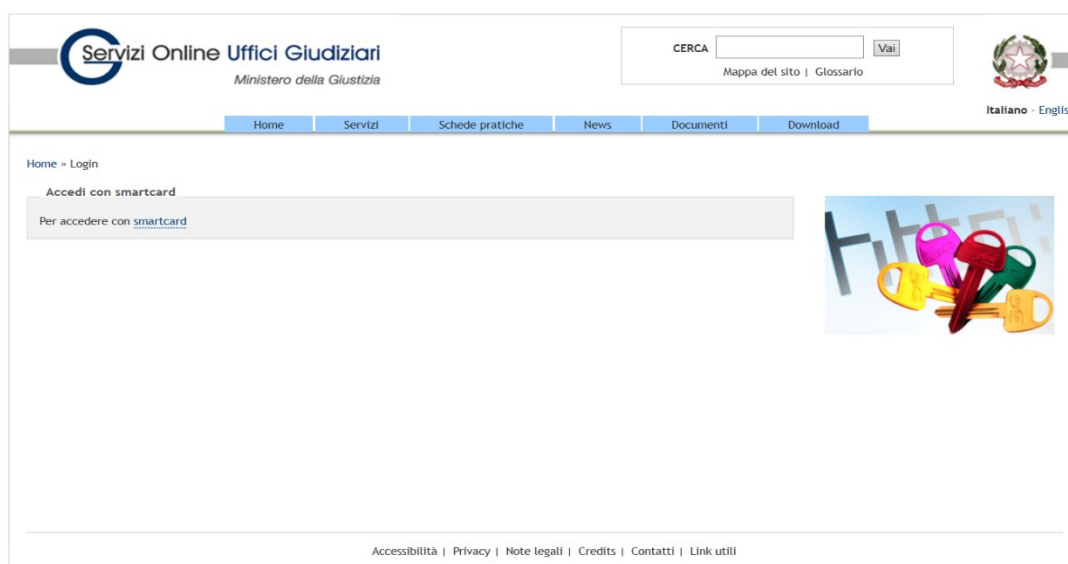 Servizi Online Uffici Giudiziari
Ministero della Giustizia
CERCA Vai
Mappa del sito | Glossario
Italiano - Englis
Home Servizi Schede pratiche News Documenti Download
Home » Login
Accedi con smartcard
Per accedere con smartcard
http:
Accessibilità | Privacy | Note legali | Credits | Contatti | Link utili